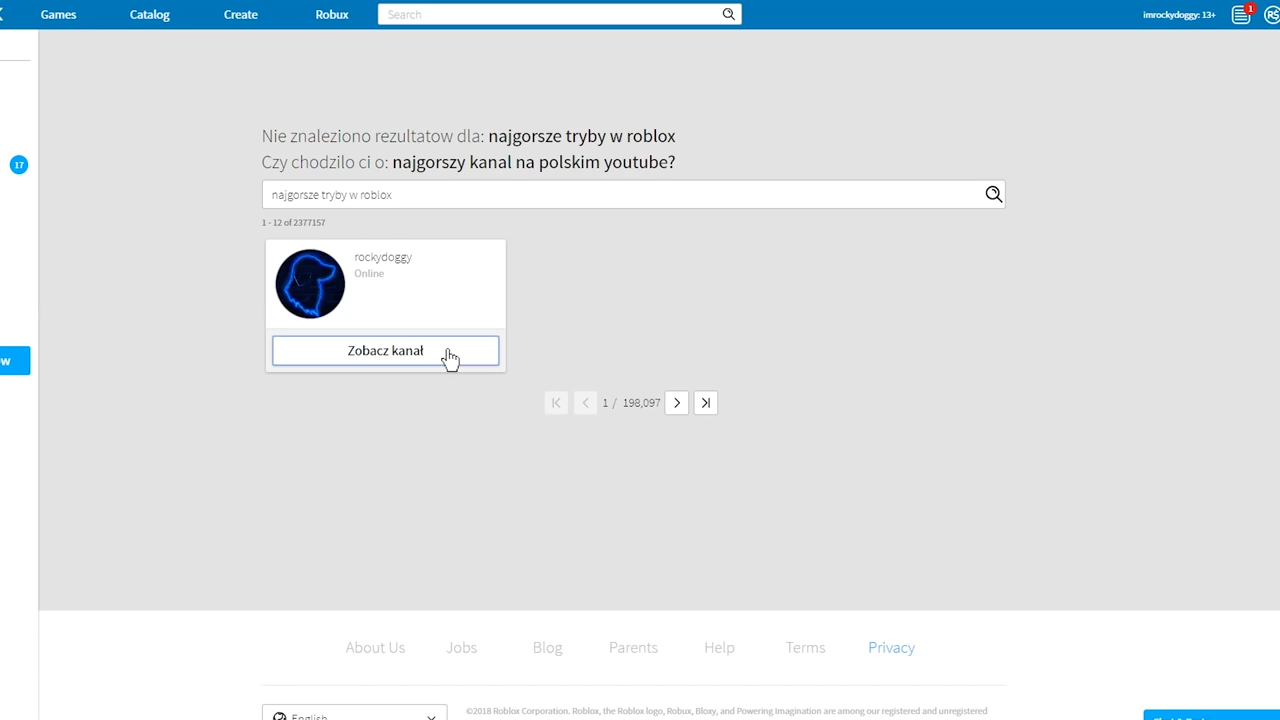 Games Catalog Create Robux Search imrockydoggy: 13+ 1 R$
17
Nie znaleziono rezultatow dla: najgorsze tryby w roblox
Czy chodzilo ci o: najgorszy kanal na polskim youtube?
najgorsze tryby w roblox
1 - 12 of 2377157
rockydoggy
Online
Zobacz kanał
1 / 198,097
About Us Jobs Blog Parents Help Terms Privacy
English
©2018 Roblox Corporation. Roblox, the Roblox logo, Robux, Bloxy, and Powering Imagination are among our registered and unregistered